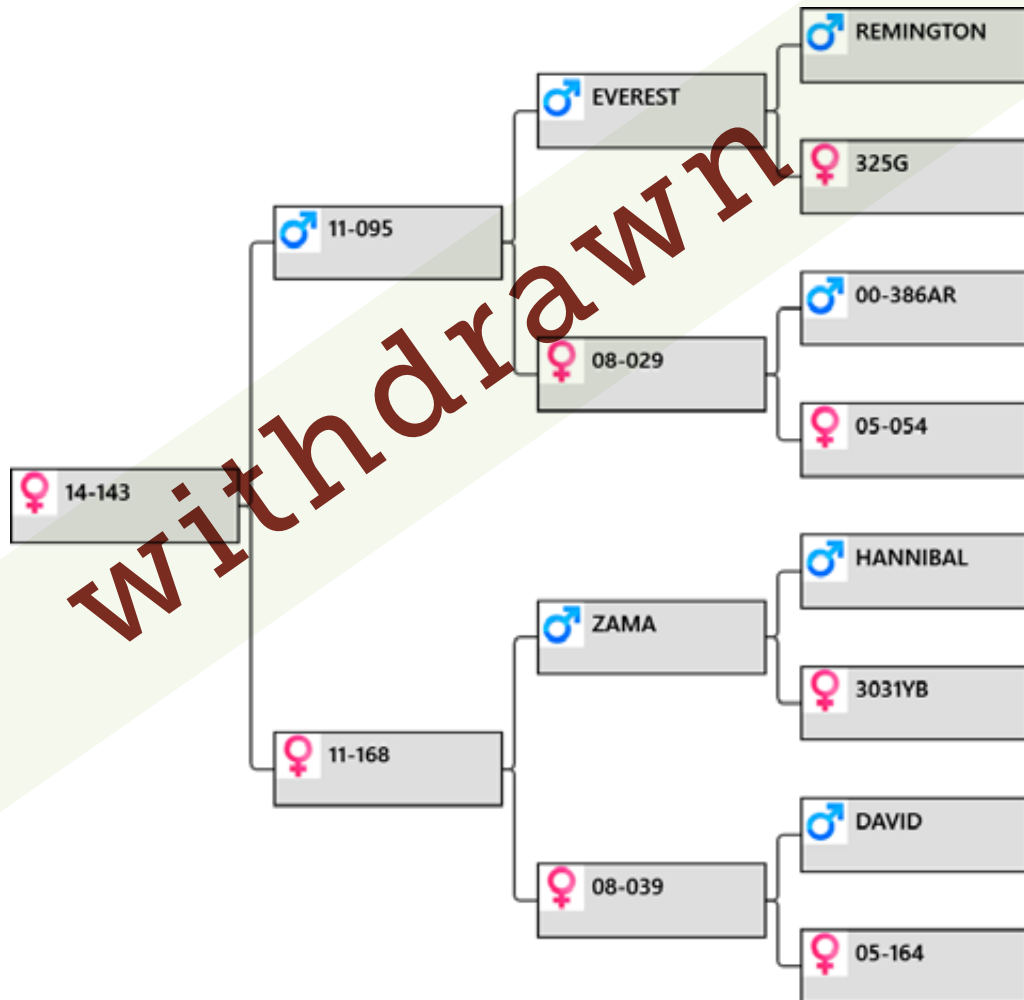 REMINGTON
EVEREST
325G
11-095
00-386AR
08-029
05-054
14-143
withdrawn
HANNIBAL
ZAMA
3031YB
11-168
DAVID
08-039
05-164